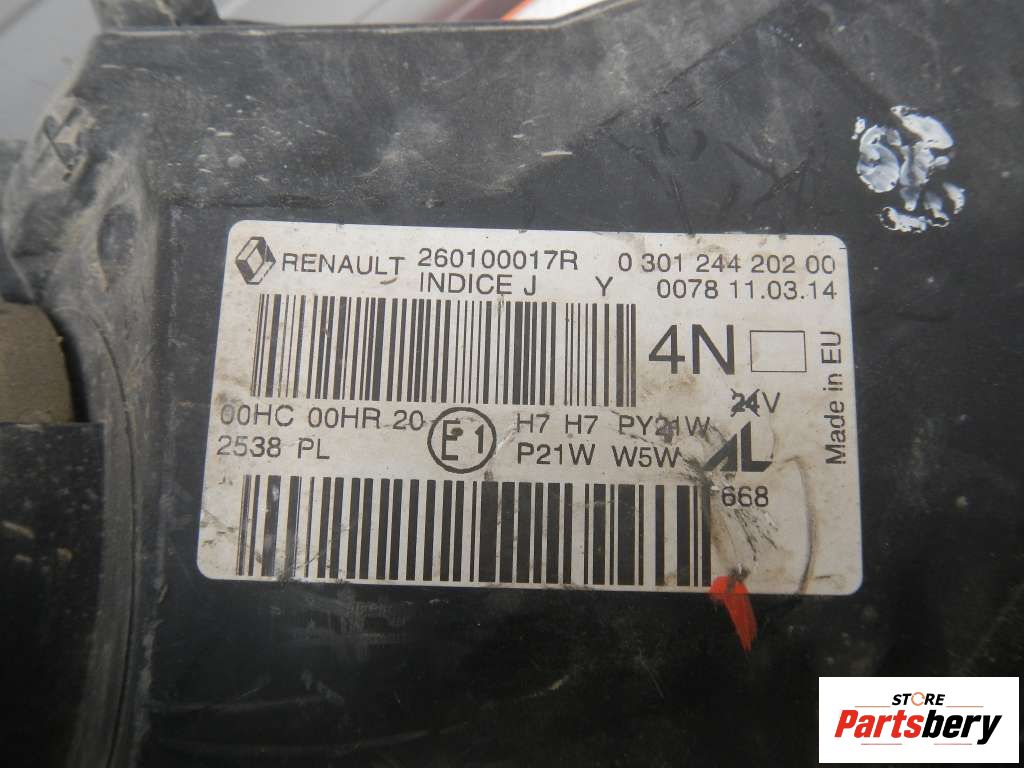 RENAULT 260100017R 0 301 244 202 00
INDICE J Y 0078 11.03.14
4N
Made in EU
24V
00HC 00HR 20 E1 H7 H7 PY21W
2538 PL P21W W5W AL
668
STORE
Partsbery